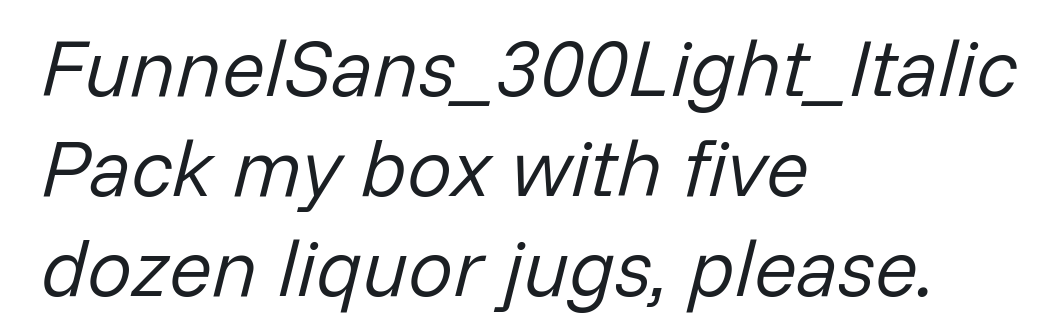 FunnelSans_300Light_Italic
Pack my box with five
dozen liquor jugs, please.